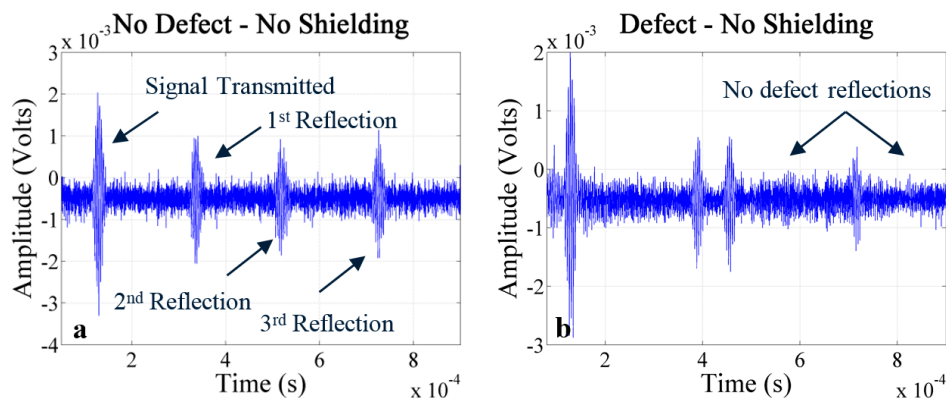 No Defect - No Shielding
x 10⁻³
3
2
1
0
-1
-2
-3
-4
Amplitude (Volts)
Signal Transmitted
1st Reflection
2nd Reflection
3rd Reflection
a
2
4
6
8
Time (s)
x 10⁻⁴
Defect - No Shielding
x 10⁻³
2
1
0
-1
-2
-3
Amplitude (Volts)
No defect reflections
b
2
4
6
8
Time (s)
x 10⁻⁴